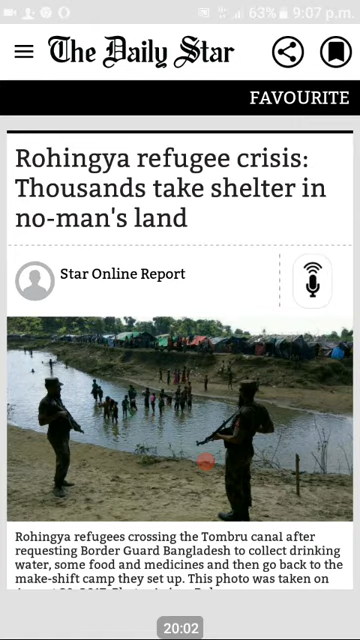 63% 9:07 p.m.
The Daily Star
FAVOURITE
Rohingya refugee crisis:
Thousands take shelter in
no-man's land
Star Online Report
Rohingya refugees crossing the Tombru canal after
requesting Border Guard Bangladesh to collect drinking
water, some food and medicines and then go back to the
make-shift camp they set up. This photo was taken on
20:02